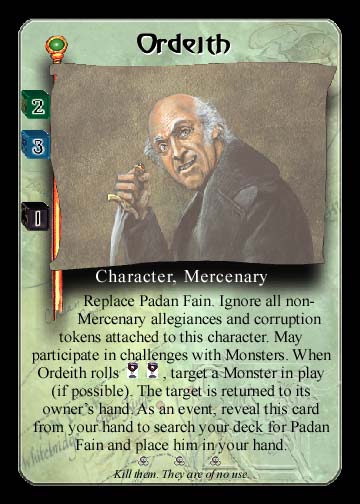 Ordeith
2
3
1
Character, Mercenary
Replace Padan Fain. Ignore all non-
Mercenary allegiances and corruption
tokens attached to this character. May
participate in challenges with Monsters. When
Ordeith rolls , target a Monster in play
(if possible). The target is returned to its
owner's hand. As an event, reveal this card
from your hand to search your deck for Padan
Fain and place him in your hand.
Kill them. They are of no use.